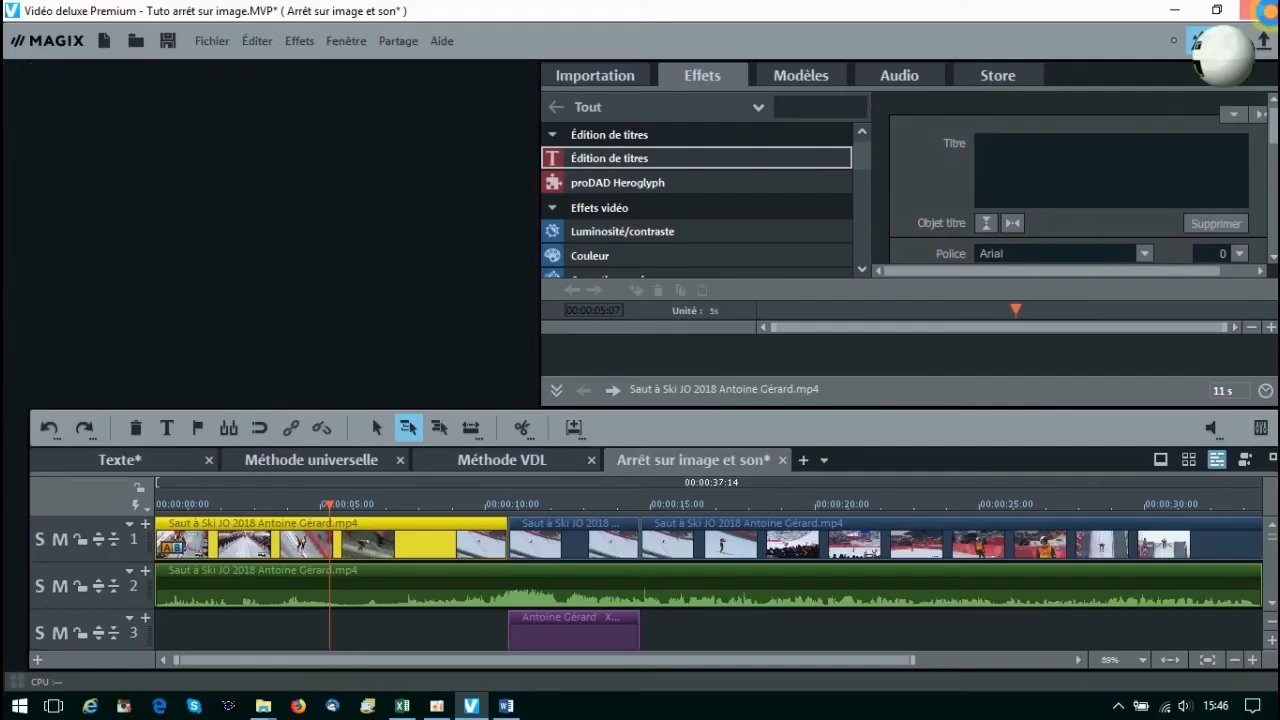 Vidéo deluxe Premium - Tuto arrêt sur image.MVP* ( Arrêt sur image et son* )
MAGIX Fichier Éditer Effets Fenêtre Partage Aide
Importation Effets Modèles Audio Store
Tout
Édition de titres
Édition de titres
proDAD Heroglyph
Effets vidéo
Luminosité/contraste
Couleur
Titre
Objet titre Supprimer
Police Arial 0
00:00:05:07 Unité : 5s
Saut à Ski JO 2018 Antoine Gérard.mp4 11 s
Texte* Méthode universelle Méthode VDL Arrêt sur image et son*
00:00:37:14
00:00:00:00 00:00:05:00 00:00:10:00 00:00:15:00 00:00:20:00 00:00:25:00 00:00:30:00
Saut à Ski JO 2018 Antoine Gérard.mp4 Saut à Ski JO 2018 ... Saut à Ski JO 2018 Antoine Gérard.mp4
S M 1
Saut à Ski JO 2018 Antoine Gérard.mp4
S M 2
Antoine Gérard X...
S M 3
89%
CPU :—
15:46